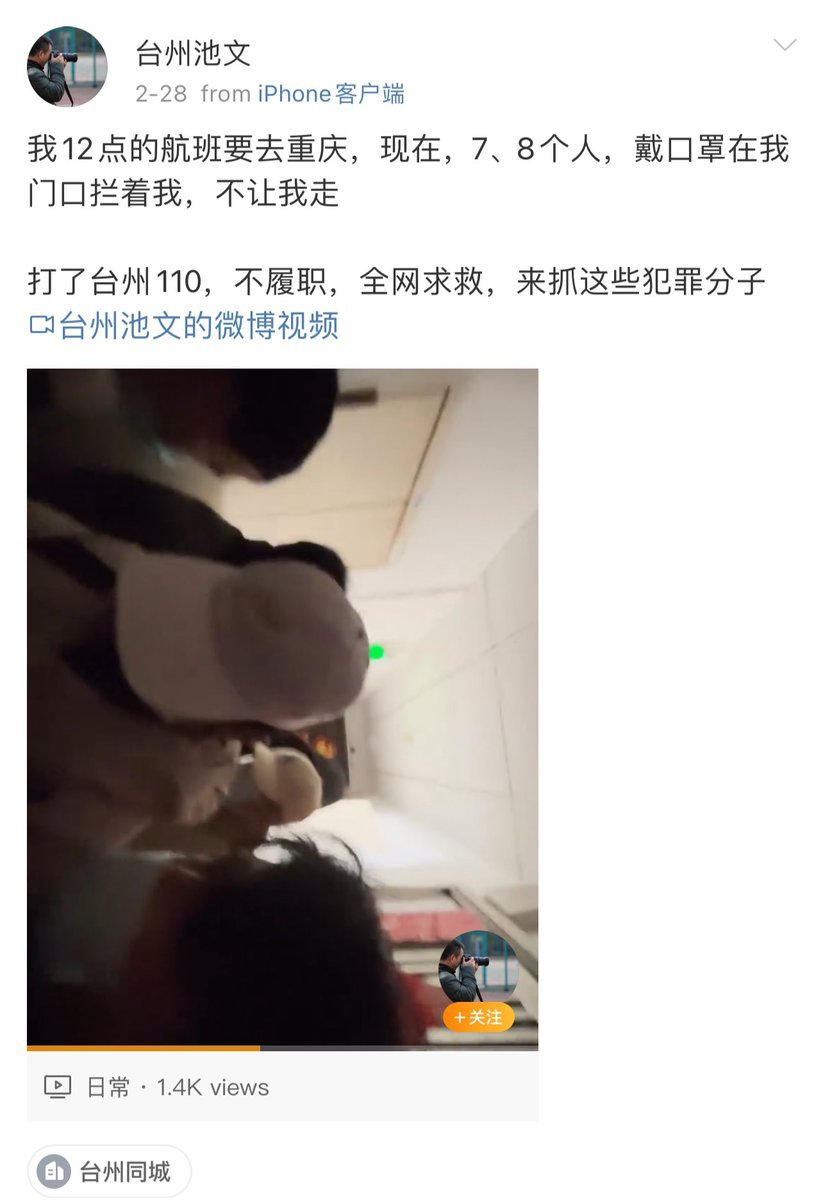 台州池文
2-28 from iPhone客户端
我12点的航班要去重庆，现在，7、8个人，戴口罩在我
门口拦着我，不让我走
打了台州110，不履职，全网求救，来抓这些犯罪分子
台州池文的微博视频
+关注
日常 · 1.4K views
台州同城